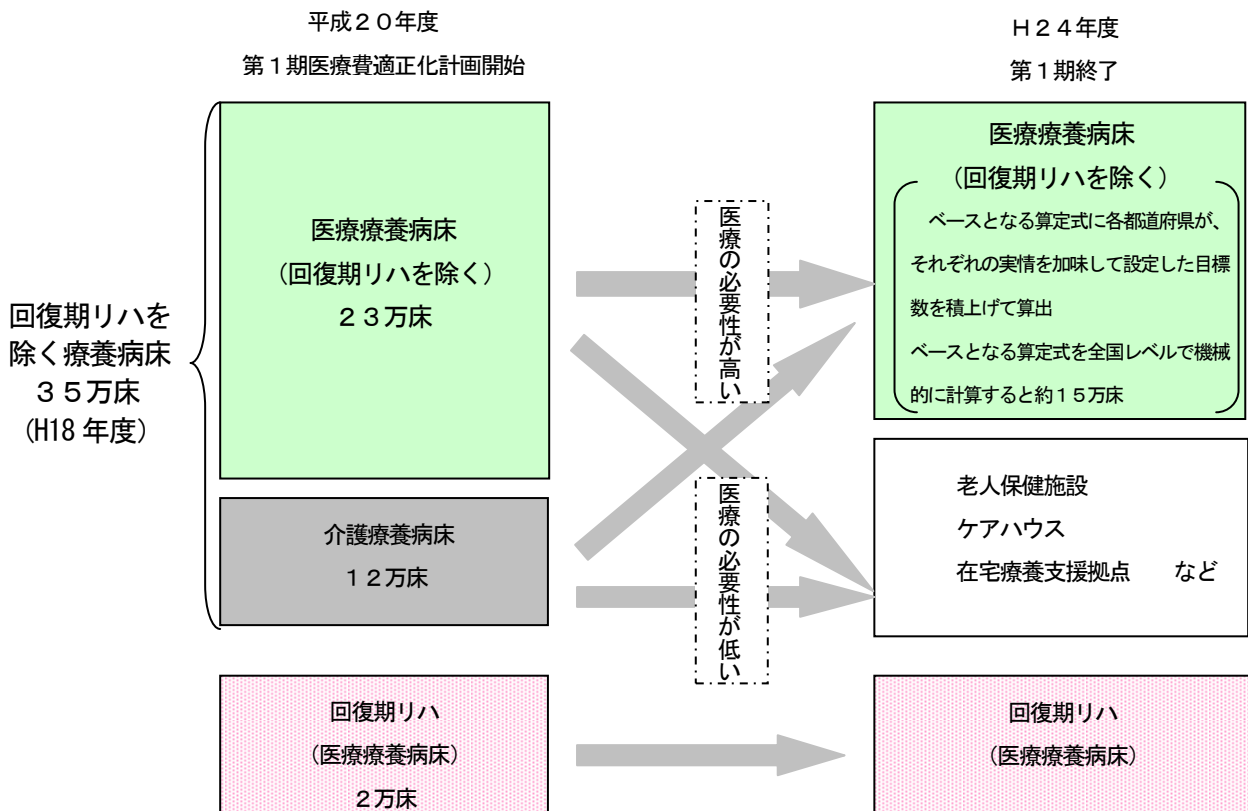 平成２０年度
第１期医療費適正化計画開始
Ｈ２４年度
第１期終了
回復期リハを
除く療養病床
３５万床
(H18 年度)
医療療養病床
(回復期リハを除く)
２３万床
介護療養病床
１２万床
回復期リハ
(医療療養病床)
２万床
医療の必要性が高い
医療の必要性が低い
医療療養病床
(回復期リハを除く)
ベースとなる算定式に各都道府県が、
それぞれの実情を加味して設定した目標
数を積上げて算出
ベースとなる算定式を全国レベルで機械
的に計算すると約１５万床
老人保健施設
ケアハウス
在宅療養支援拠点　　など
回復期リハ
(医療療養病床)